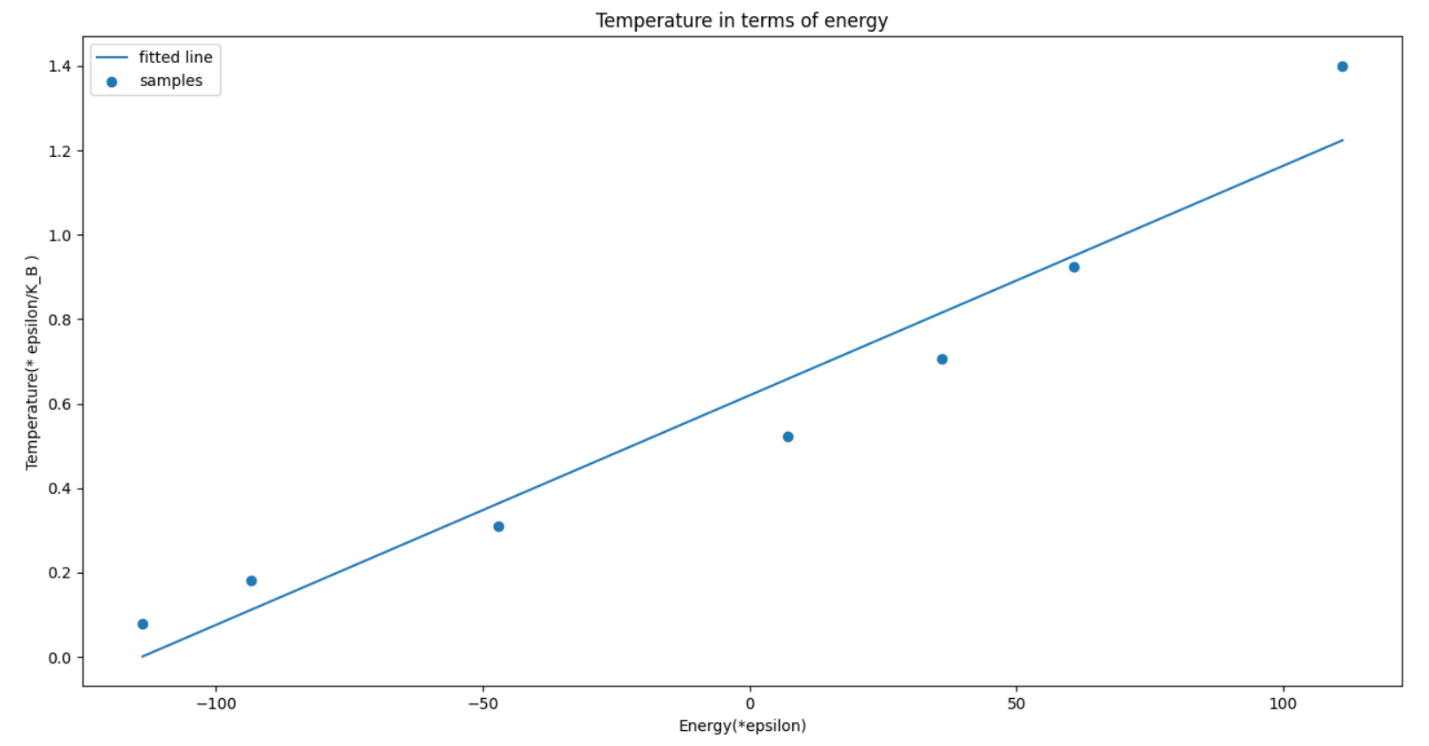 Temperature in terms of energy
fitted line
samples
1.4
1.2
1.0
0.8
0.6
0.4
0.2
0.0
Temperature(* epsilon/K_B )
−100
−50
0
50
100
Energy(*epsilon)